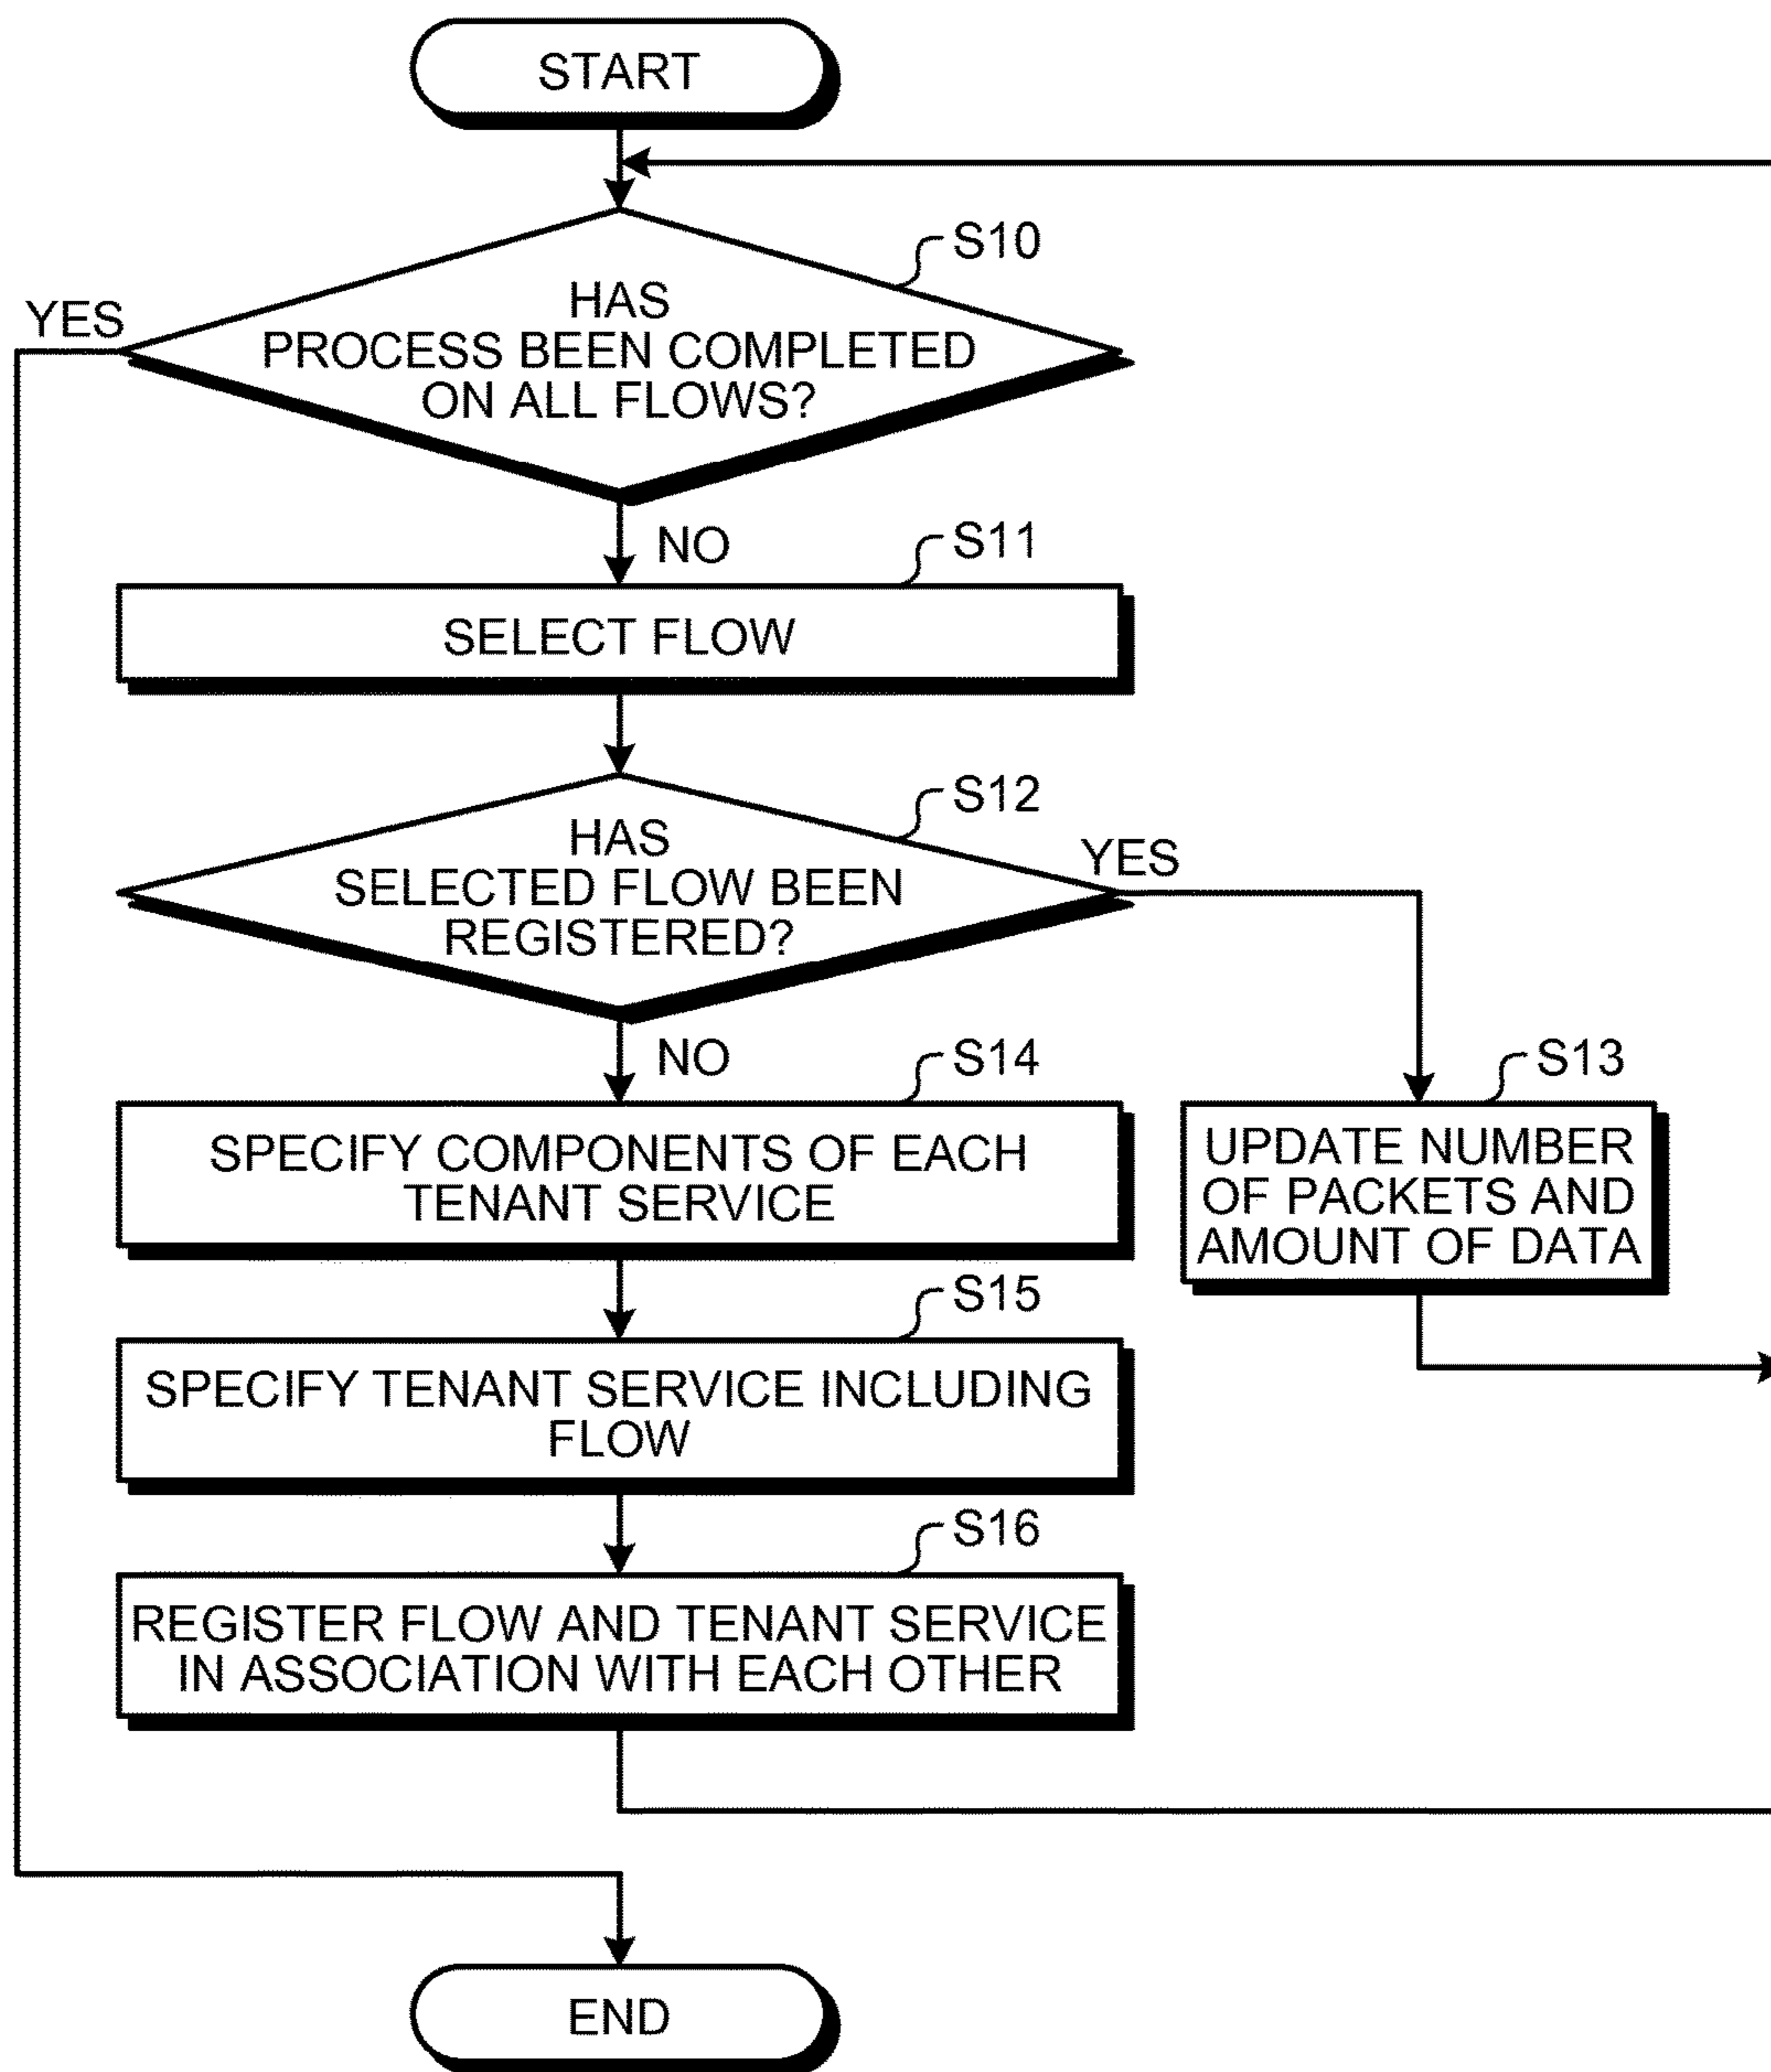 START
S10
HAS
PROCESS BEEN COMPLETED
ON ALL FLOWS?
YES
NO
S11
SELECT FLOW
S12
HAS
SELECTED FLOW BEEN
REGISTERED?
YES
NO
S13
UPDATE NUMBER
OF PACKETS AND
AMOUNT OF DATA
S14
SPECIFY COMPONENTS OF EACH
TENANT SERVICE
S15
SPECIFY TENANT SERVICE INCLUDING
FLOW
S16
REGISTER FLOW AND TENANT SERVICE
IN ASSOCIATION WITH EACH OTHER
END